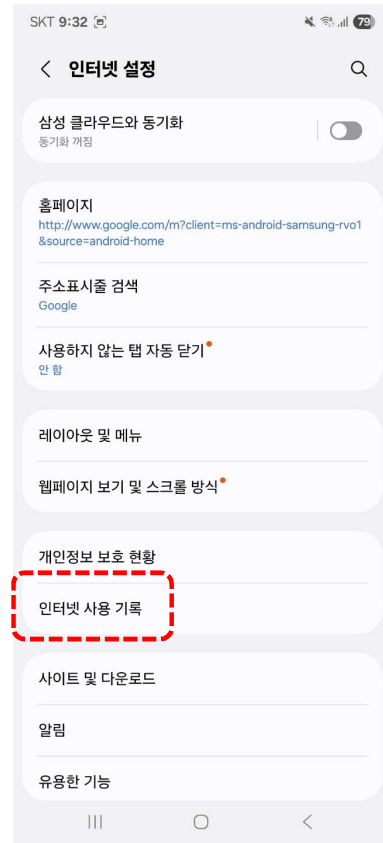 SKT 9:32 79
인터넷 설정
삼성 클라우드와 동기화
동기화 꺼짐
홈페이지
http://www.google.com/m?client=ms-android-samsung-rvo1
&source=android-home
주소표시줄 검색
Google
사용하지 않는 탭 자동 닫기
안 함
레이아웃 및 메뉴
웹페이지 보기 및 스크롤 방식
개인정보 보호 현황
인터넷 사용 기록
사이트 및 다운로드
알림
유용한 기능